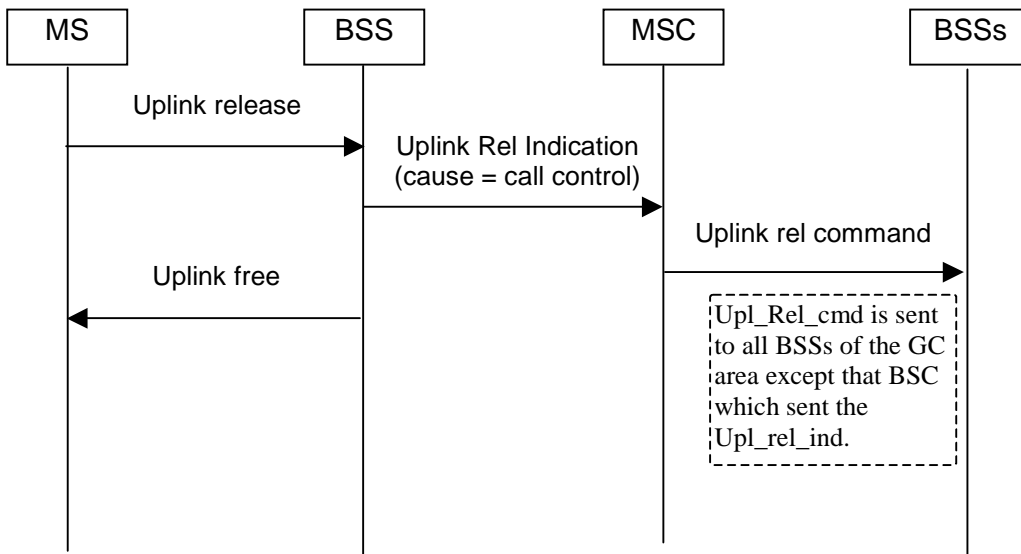 MS
BSS
MSC
BSSs
Uplink release
Uplink Rel Indication
(cause = call control)
Uplink rel command
Uplink free
Upl_Rel_cmd is sent
to all BSSs of the GC
area except that BSC
which sent the
Upl_rel_ind.